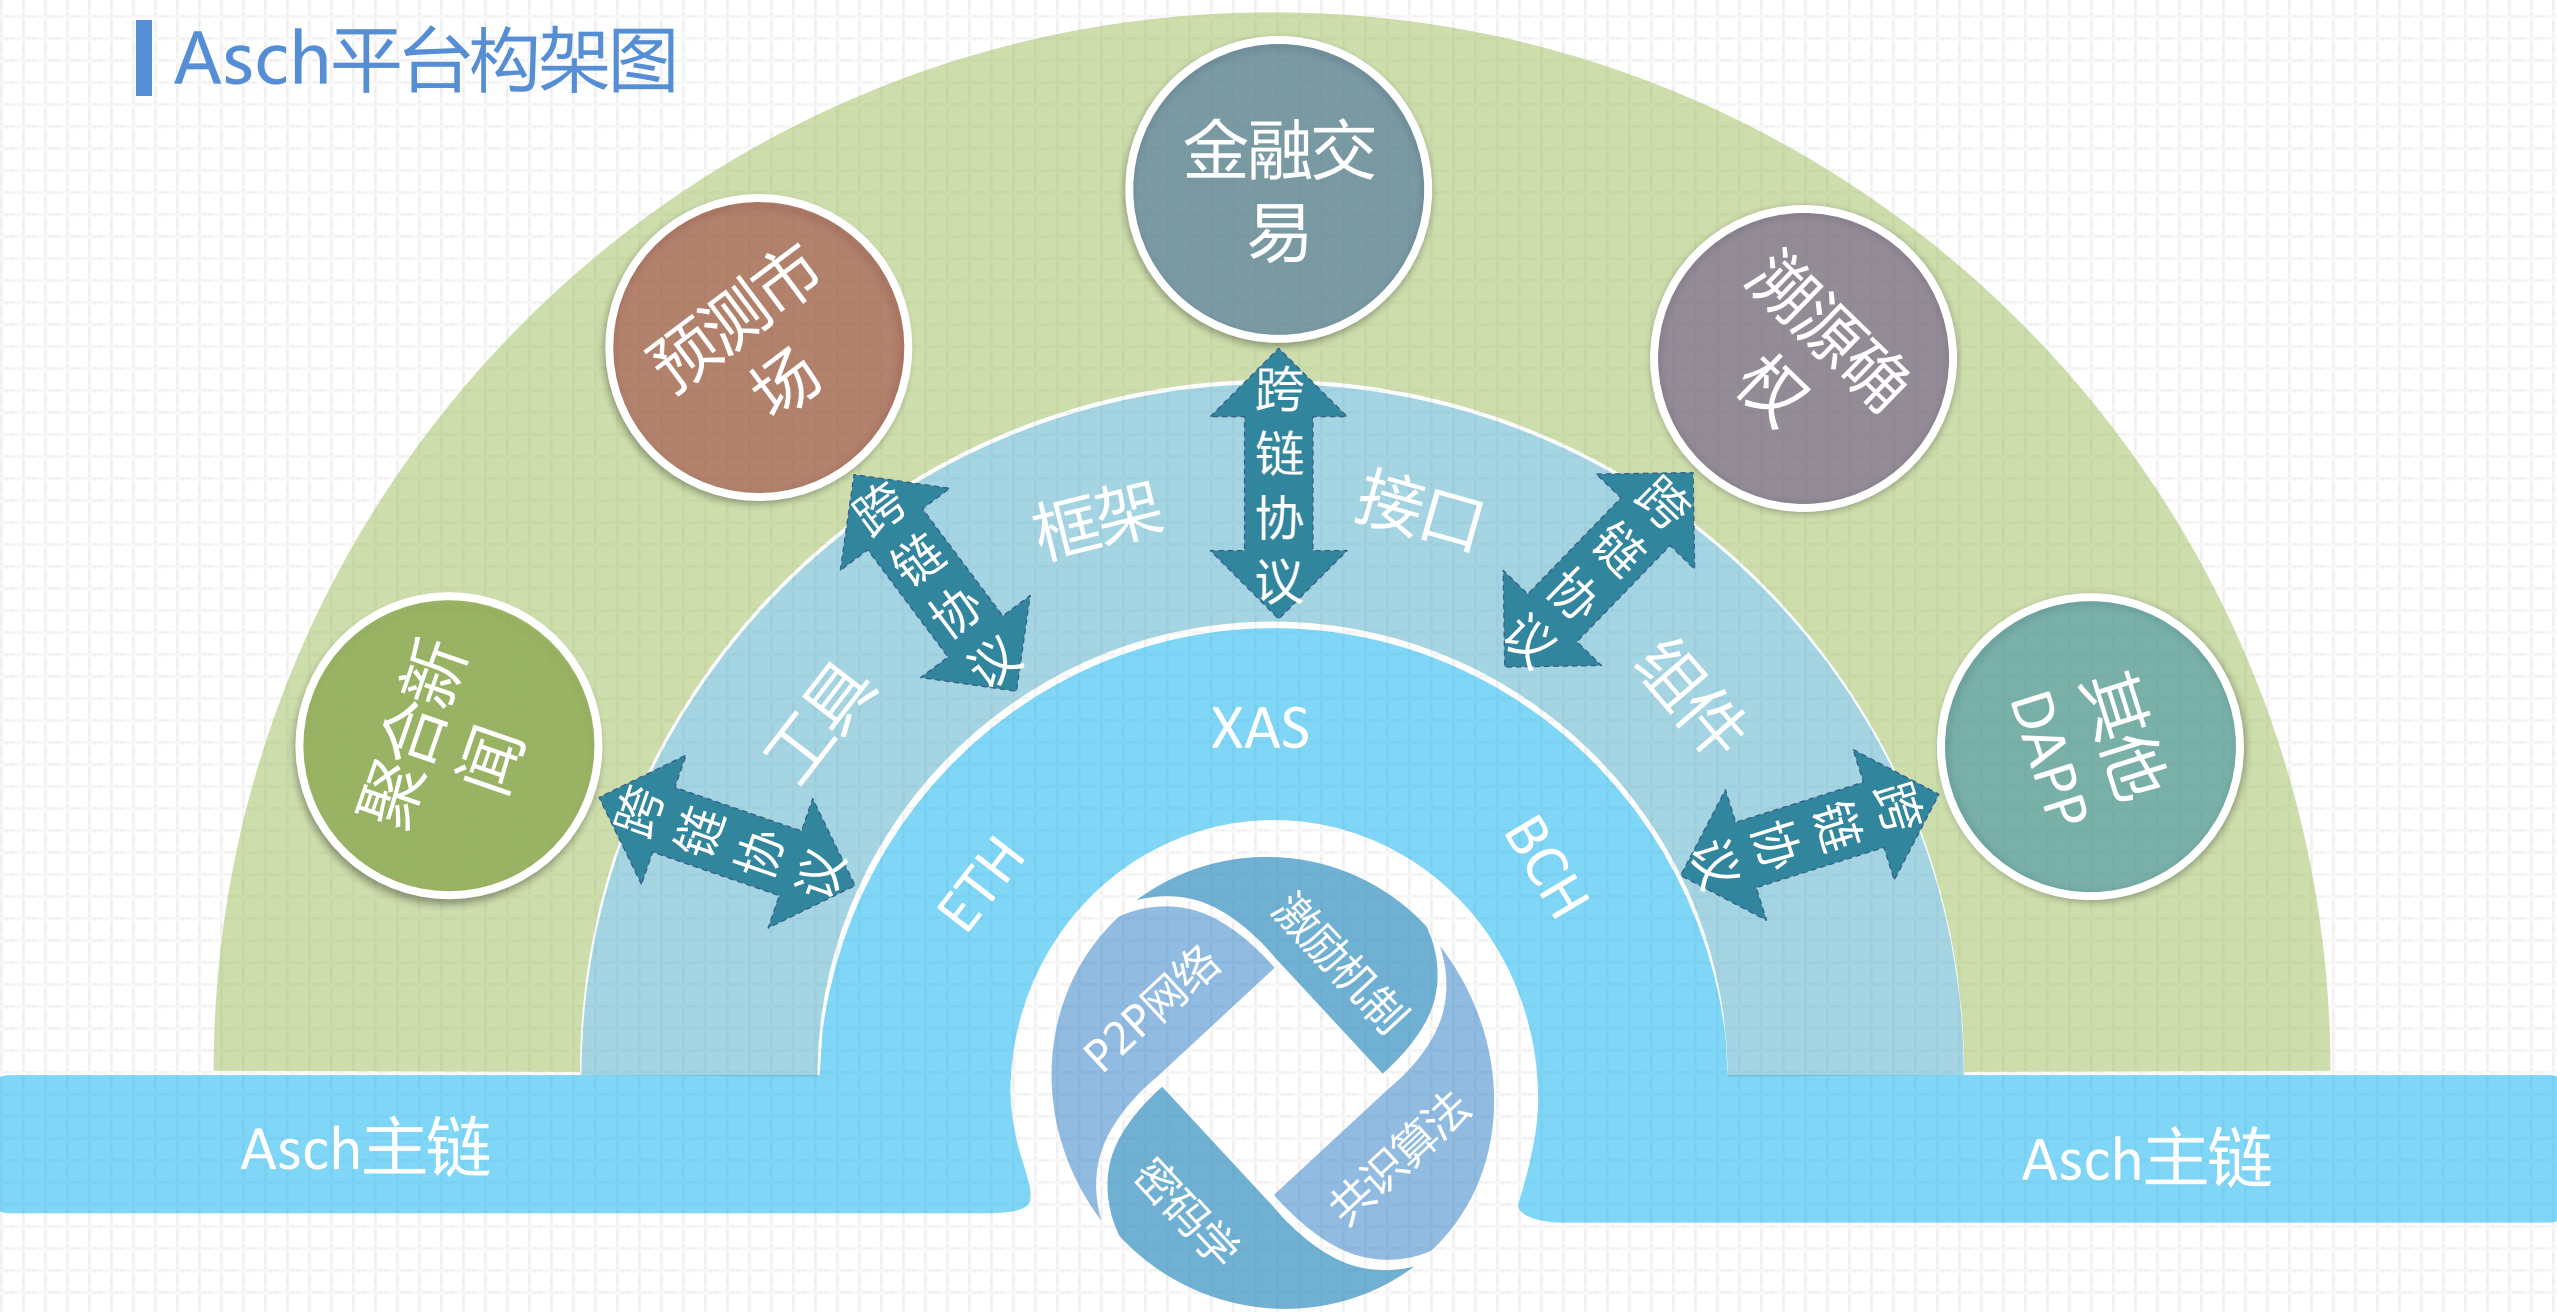 Asch平台构架图
金融交
易
预测市
场
溯源确
权
聚合新
闻
其他
DAPP
跨链协议
跨链协议
跨链协议
跨链协议
跨链协议
工具
框架
接口
组件
XAS
ETH
BCH
激励机制
P2P网络
共识算法
密码学
Asch主链
Asch主链